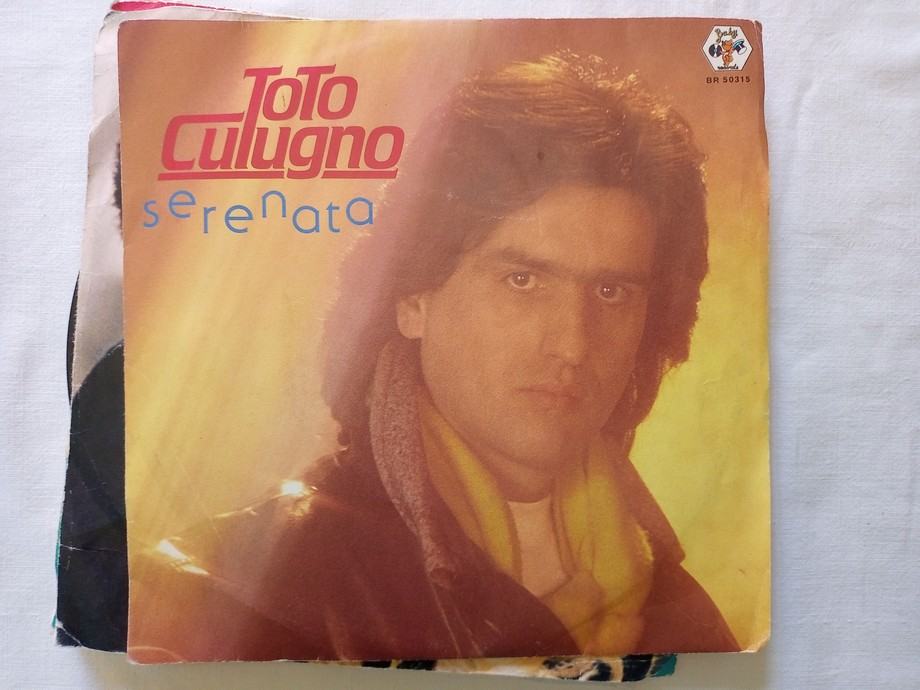 Toto
Cutugno
serenata
Baby
records
BR 50315